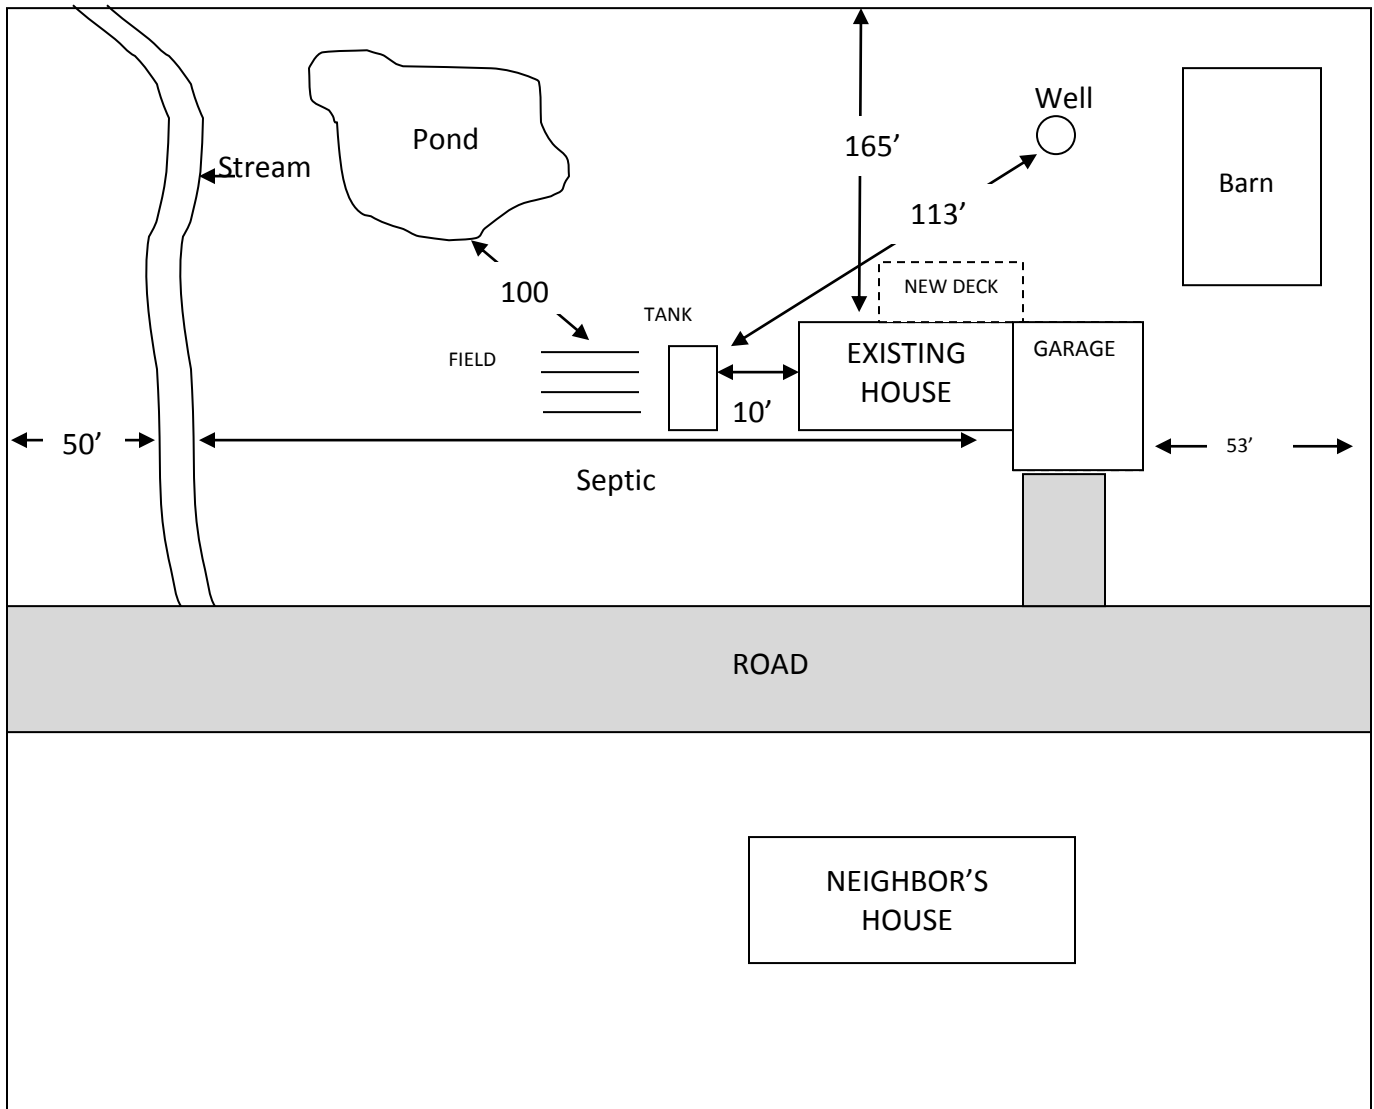 Well
165’
Pond
Stream
Barn
113’
NEW DECK
100
TANK
GARAGE
EXISTING
HOUSE
FIELD
10’
50’
53’
Septic
ROAD
NEIGHBOR’S
HOUSE